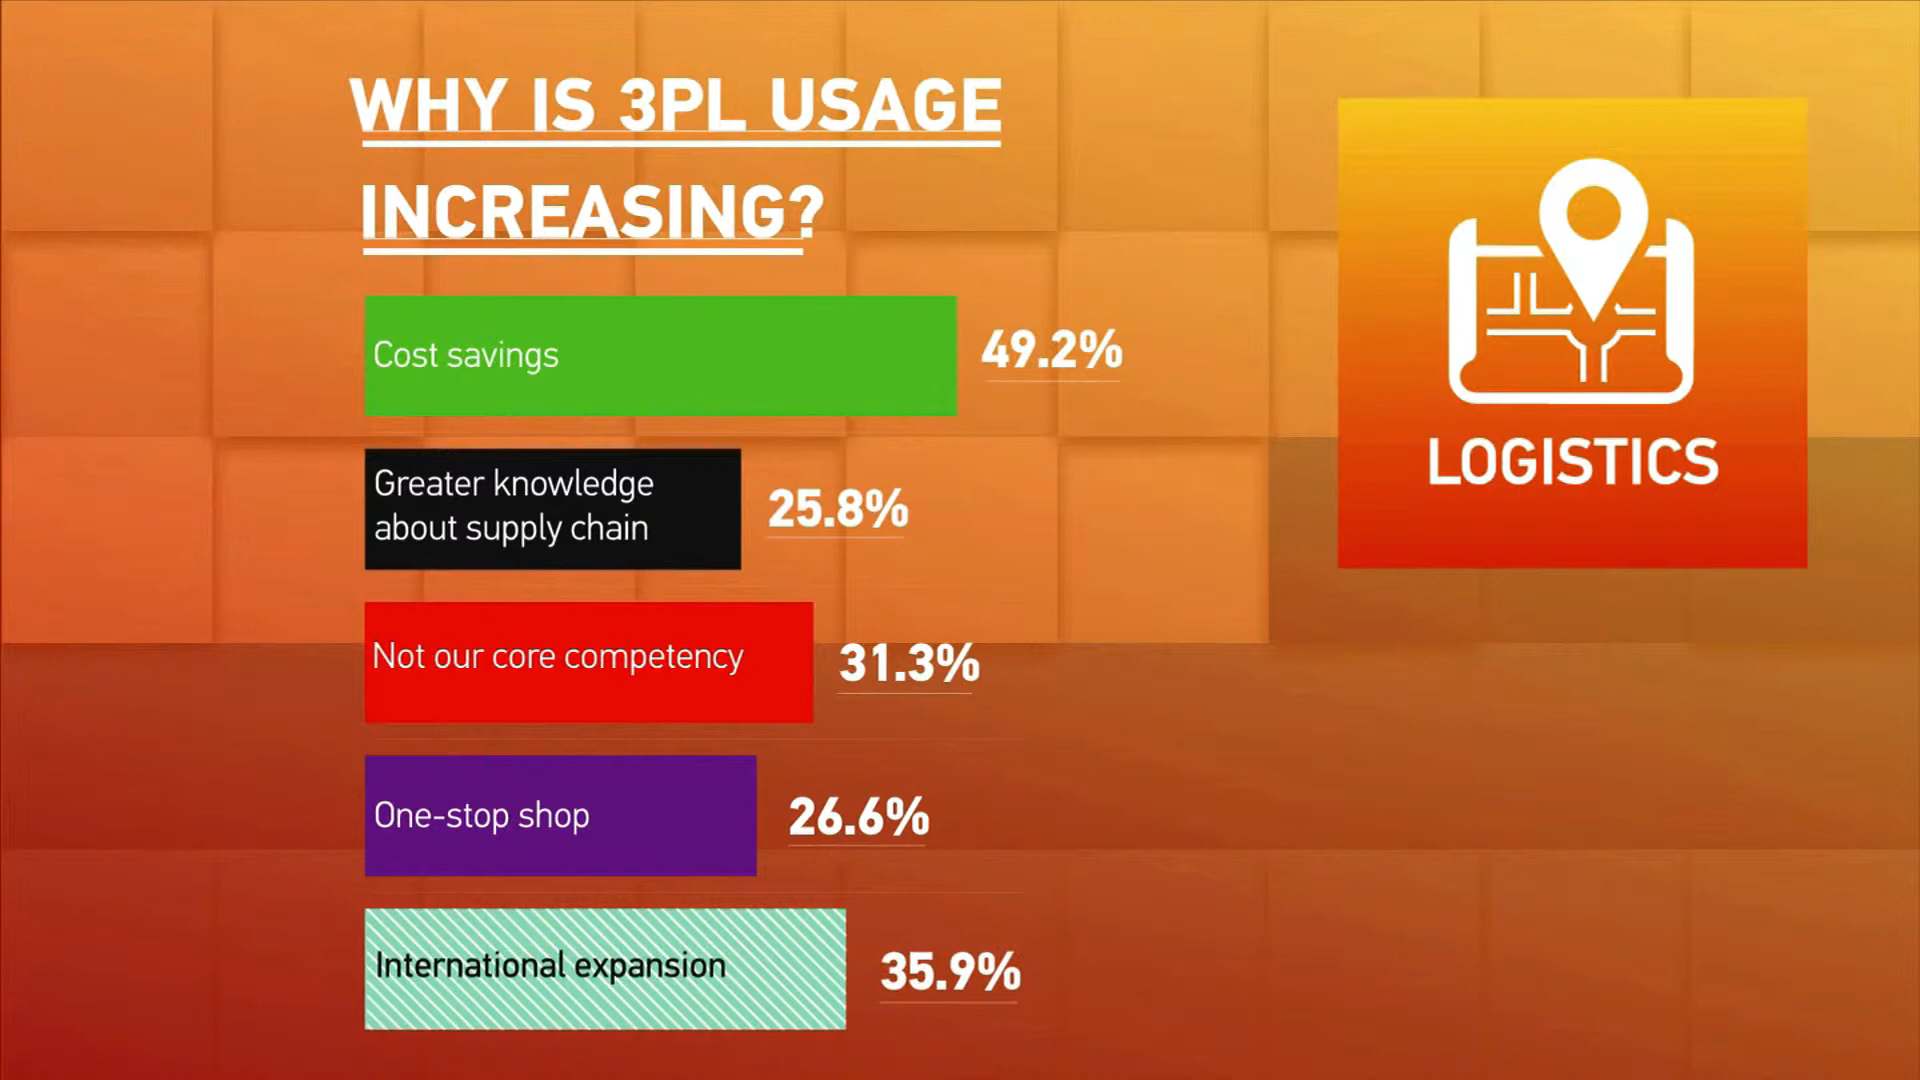 WHY IS 3PL USAGE
INCREASING?
Cost savings
49.2%
Greater knowledge
about supply chain
25.8%
Not our core competency
31.3%
One-stop shop
26.6%
International expansion
35.9%
LOGISTICS